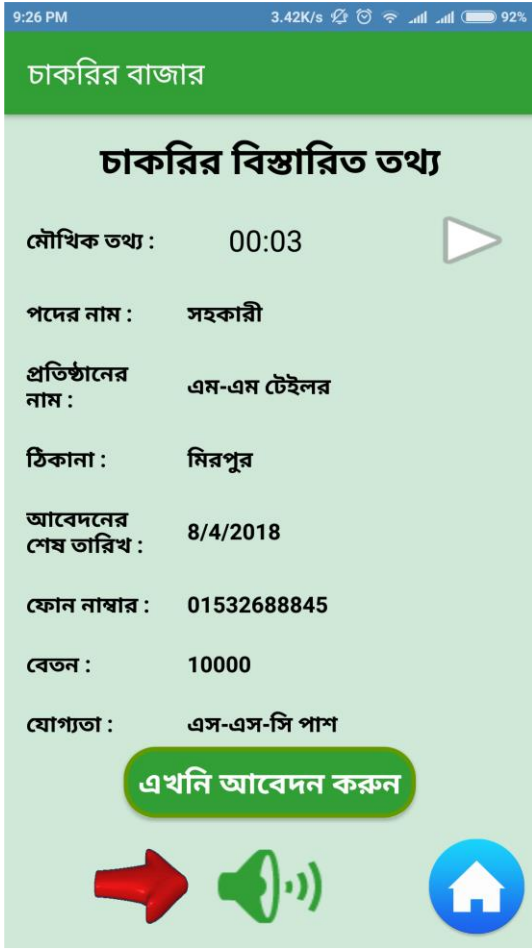 9:26 PM 3.42K/s 92%
চাকরির বাজার
চাকরির বিস্তারিত তথ্য
মৌখিক তথ্য : 00:03
পদের নাম : সহকারী
প্রতিষ্ঠানের
নাম : এম-এম টেইলর
ঠিকানা : মিরপুর
আবেদনের
শেষ তারিখ : 8/4/2018
ফোন নাম্বার : 01532688845
বেতন : 10000
যোগ্যতা : এস-এস-সি পাশ
এখনি আবেদন করুন